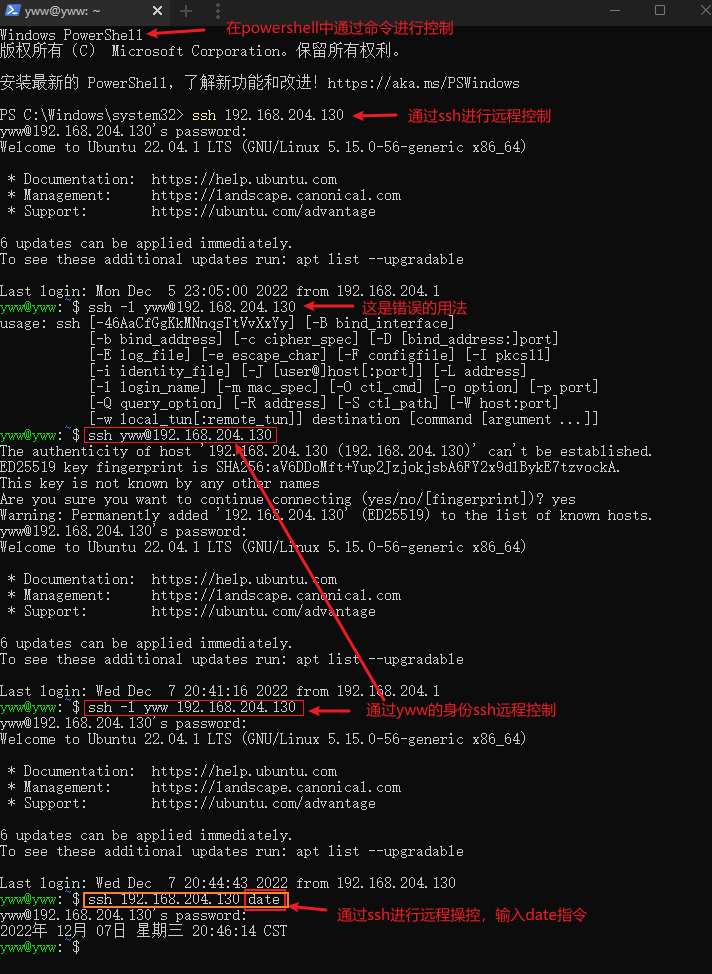 yww@yww: ~
Windows PowerShell
在powershell中通过命令进行控制
版权所有 (C) Microsoft Corporation。保留所有权利。
安装最新的 PowerShell，了解新功能和改进！https://aka.ms/PSWindows
PS C:\Windows\system32> ssh 192.168.204.130
通过ssh进行远程控制
yww@192.168.204.130's password:
Welcome to Ubuntu 22.04.1 LTS (GNU/Linux 5.15.0-56-generic x86_64)
* Documentation: https://help.ubuntu.com
* Management: https://landscape.canonical.com
* Support: https://ubuntu.com/advantage
6 updates can be applied immediately.
To see these additional updates run: apt list --upgradable
Last login: Mon Dec 5 23:05:00 2022 from 192.168.204.1
yww@yww:~$ ssh -l yww@192.168.204.130
这是错误的用法
usage: ssh [-46AaCfGgKkMNnqsTtVvXxYy] [-B bind_interface]
[-b bind_address] [-c cipher_spec] [-D [bind_address:]port]
[-E log_file] [-e escape_char] [-F configfile] [-I pkcs11]
[-i identity_file] [-J [user@]host[:port]] [-L address]
[-l login_name] [-m mac_spec] [-O ctl_cmd] [-o option] [-p port]
[-Q query_option] [-R address] [-S ctl_path] [-W host:port]
[-w local_tun[:remote_tun]] destination [command [argument ...]]
yww@yww:~$ ssh yww@192.168.204.130
The authenticity of host '192.168.204.130 (192.168.204.130)' can't be established.
ED25519 key fingerprint is SHA256:aV6DDoMft+Yup2JzjokjsbA6FY2x9d1BykE7tzvockA.
This key is not known by any other names
Are you sure you want to continue connecting (yes/no/[fingerprint])? yes
Warning: Permanently added '192.168.204.130' (ED25519) to the list of known hosts.
yww@192.168.204.130's password:
Welcome to Ubuntu 22.04.1 LTS (GNU/Linux 5.15.0-56-generic x86_64)
* Documentation: https://help.ubuntu.com
* Management: https://landscape.canonical.com
* Support: https://ubuntu.com/advantage
6 updates can be applied immediately.
To see these additional updates run: apt list --upgradable
Last login: Wed Dec 7 20:41:16 2022 from 192.168.204.1
yww@yww:~$ ssh -l yww 192.168.204.130
通过yww的身份ssh远程控制
yww@192.168.204.130's password:
Welcome to Ubuntu 22.04.1 LTS (GNU/Linux 5.15.0-56-generic x86_64)
* Documentation: https://help.ubuntu.com
* Management: https://landscape.canonical.com
* Support: https://ubuntu.com/advantage
6 updates can be applied immediately.
To see these additional updates run: apt list --upgradable
Last login: Wed Dec 7 20:44:43 2022 from 192.168.204.130
yww@yww:~$ ssh 192.168.204.130 date
通过ssh进行远程操控，输入date指令
yww@192.168.204.130's password:
2022年 12月 07日 星期三 20:46:14 CST
yww@yww:~$